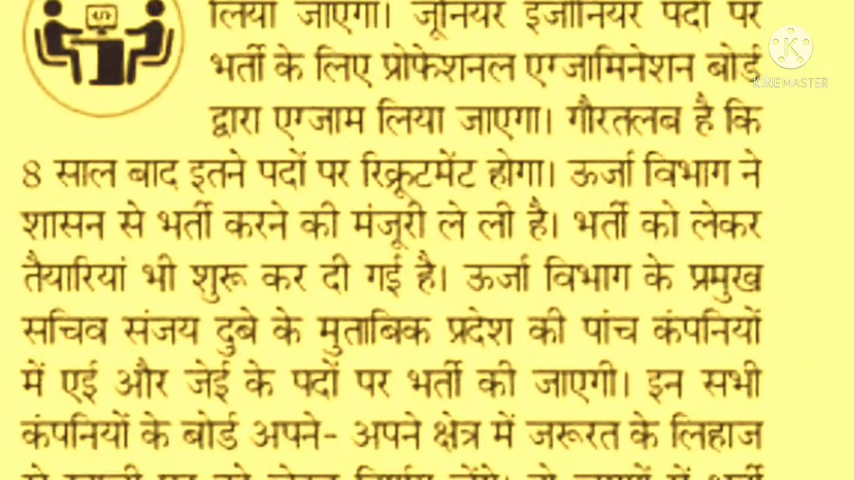 लिया जाएगा। जूनियर इंजीनियर पदों पर
भर्ती के लिए प्रोफेशनल एग्जामिनेशन बोर्ड
द्वारा एग्जाम लिया जाएगा। गौरतलब है कि
8 साल बाद इतने पदों पर रिक्रूटमेंट होगा। ऊर्जा विभाग ने
शासन से भर्ती करने की मंजूरी ले ली है। भर्ती को लेकर
तैयारियां भी शुरू कर दी गई है। ऊर्जा विभाग के प्रमुख
सचिव संजय दुबे के मुताबिक प्रदेश की पांच कंपनियों
में एई और जेई के पदों पर भर्ती की जाएगी। इन सभी
कंपनियों के बोर्ड अपने- अपने क्षेत्र में जरूरत के लिहाज
K
KINEMASTER